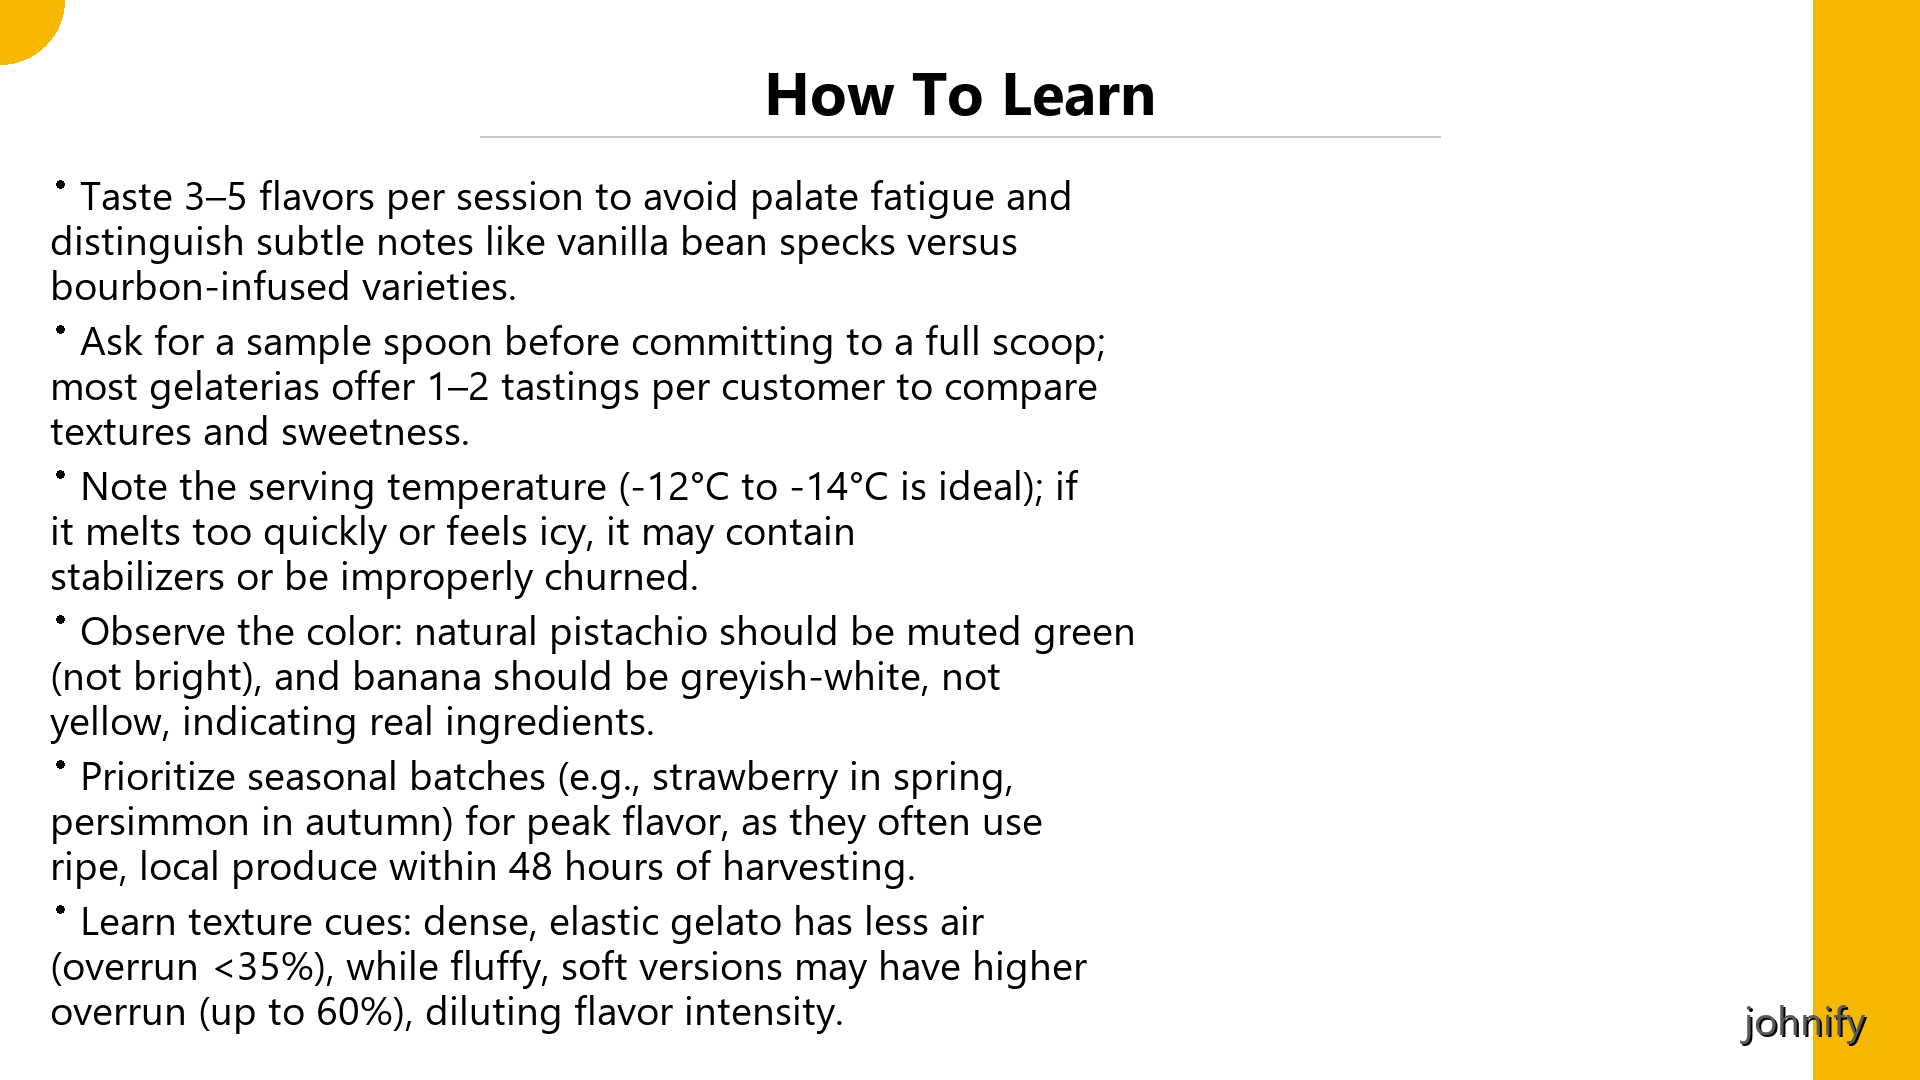 How To Learn
• Taste 3–5 flavors per session to avoid palate fatigue and
distinguish subtle notes like vanilla bean specks versus
bourbon-infused varieties.
• Ask for a sample spoon before committing to a full scoop;
most gelaterias offer 1–2 tastings per customer to compare
textures and sweetness.
• Note the serving temperature (-12°C to -14°C is ideal); if
it melts too quickly or feels icy, it may contain
stabilizers or be improperly churned.
• Observe the color: natural pistachio should be muted green
(not bright), and banana should be greyish-white, not
yellow, indicating real ingredients.
• Prioritize seasonal batches (e.g., strawberry in spring,
persimmon in autumn) for peak flavor, as they often use
ripe, local produce within 48 hours of harvesting.
• Learn texture cues: dense, elastic gelato has less air
(overrun <35%), while fluffy, soft versions may have higher
overrun (up to 60%), diluting flavor intensity.
johnify